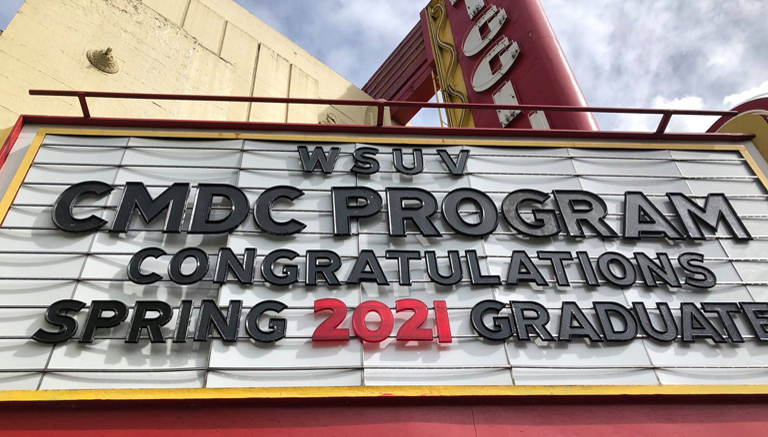 WSUV
CMDC PROGRAM
CONGRATULATIONS
SPRING 2021 GRADUATE